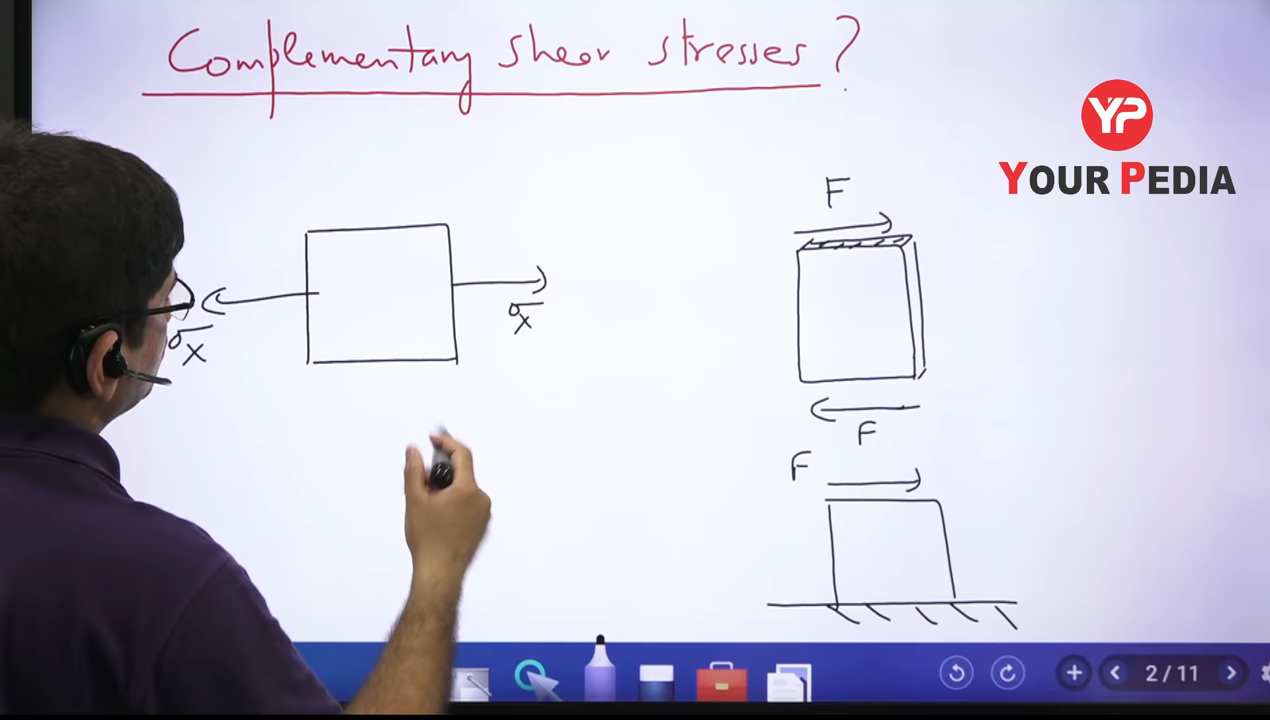 Complementary shear stresses ?
YP
YOUR PEDIA
F
σx
σx
F
F
2 / 11